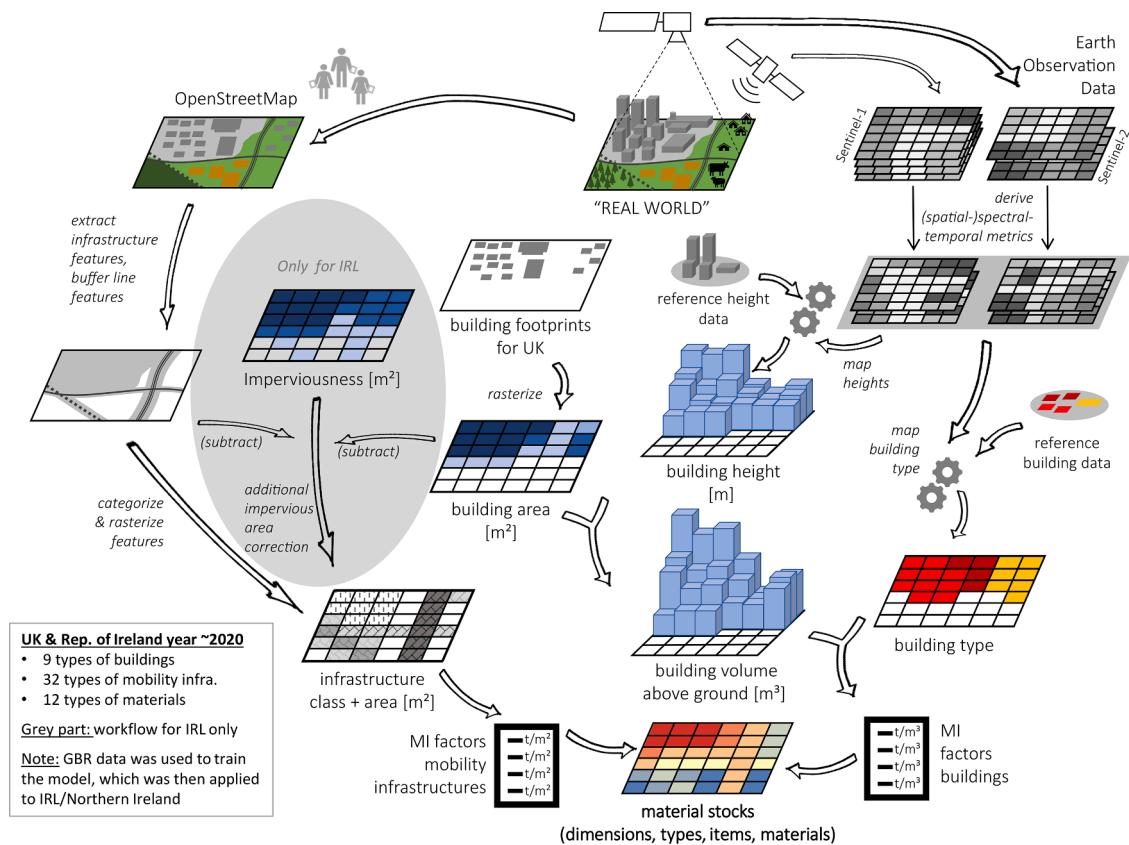 Earth
Observation
Data
OpenStreetMap
Sentinel-1
Sentinel-2
"REAL WORLD"
derive
(spatial-)spectral-
temporal metrics
extract
infrastructure
features,
buffer line
features
Only for IRL
reference height
data
building footprints
for UK
Imperviousness [m²]
map
heights
rasterize
(subtract)
(subtract)
map
building
type
reference
building data
building height
[m]
categorize
& rasterize
features
additional
impervious
area
correction
building area
[m²]
building type
UK & Rep. of Ireland year ~2020
• 9 types of buildings
• 32 types of mobility infra.
• 12 types of materials
Grey part: workflow for IRL only
Note: GBR data was used to train
the model, which was then applied
to IRL/Northern Ireland
infrastructure
class + area [m²]
building volume
above ground [m³]
MI factors
mobility
infrastructures
t/m²
t/m²
t/m²
t/m²
t/m³
t/m³
t/m³
t/m³
MI
factors
buildings
material stocks
(dimensions, types, items, materials)